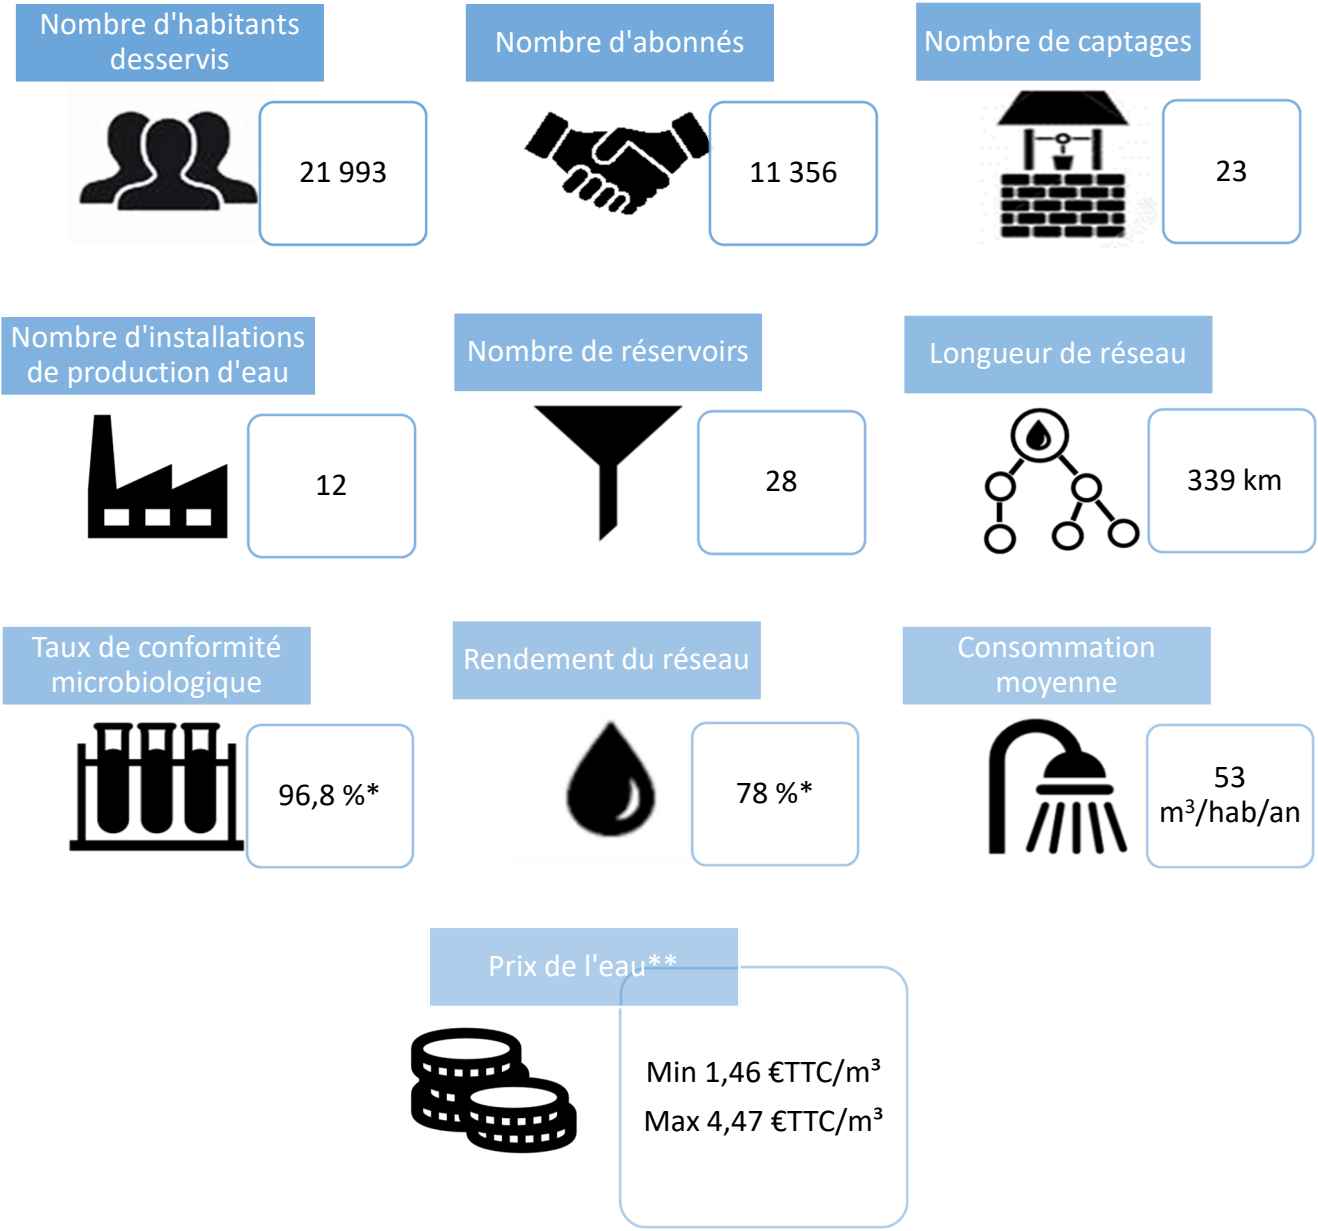 Nombre d'habitants
desservis
21 993
Nombre d'abonnés
11 356
Nombre de captages
23
Nombre d'installations
de production d'eau
12
Nombre de réservoirs
28
Longueur de réseau
339 km
Taux de conformité
microbiologique
96,8 %*
Rendement du réseau
78 %*
Consommation
moyenne
53
m³/hab/an
Prix de l'eau**
Min 1,46 €TTC/m³
Max 4,47 €TTC/m³